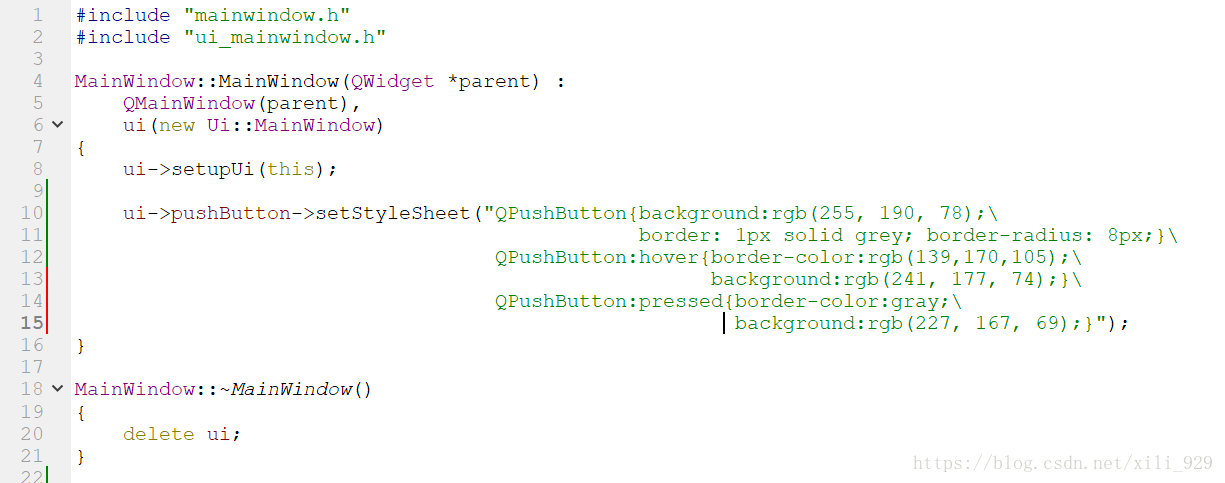 1 #include "mainwindow.h"
2 #include "ui_mainwindow.h"
3
4 MainWindow::MainWindow(QWidget *parent) :
5     QMainWindow(parent),
6     ui(new Ui::MainWindow)
7 {
8     ui->setupUi(this);
9
10     ui->pushButton->setStyleSheet("QPushButton{background:rgb(255, 190, 78);\
11                                                border: 1px solid grey; border-radius: 8px;}\
12                                    QPushButton:hover{border-color:rgb(139,170,105);\
13                                                      background:rgb(241, 177, 74);}\
14                                    QPushButton:pressed{border-color:gray;\
15                                                        background:rgb(227, 167, 69);}");
16 }
17
18 MainWindow::~MainWindow()
19 {
20     delete ui;
21 }
22
https://blog.csdn.net/xili_929